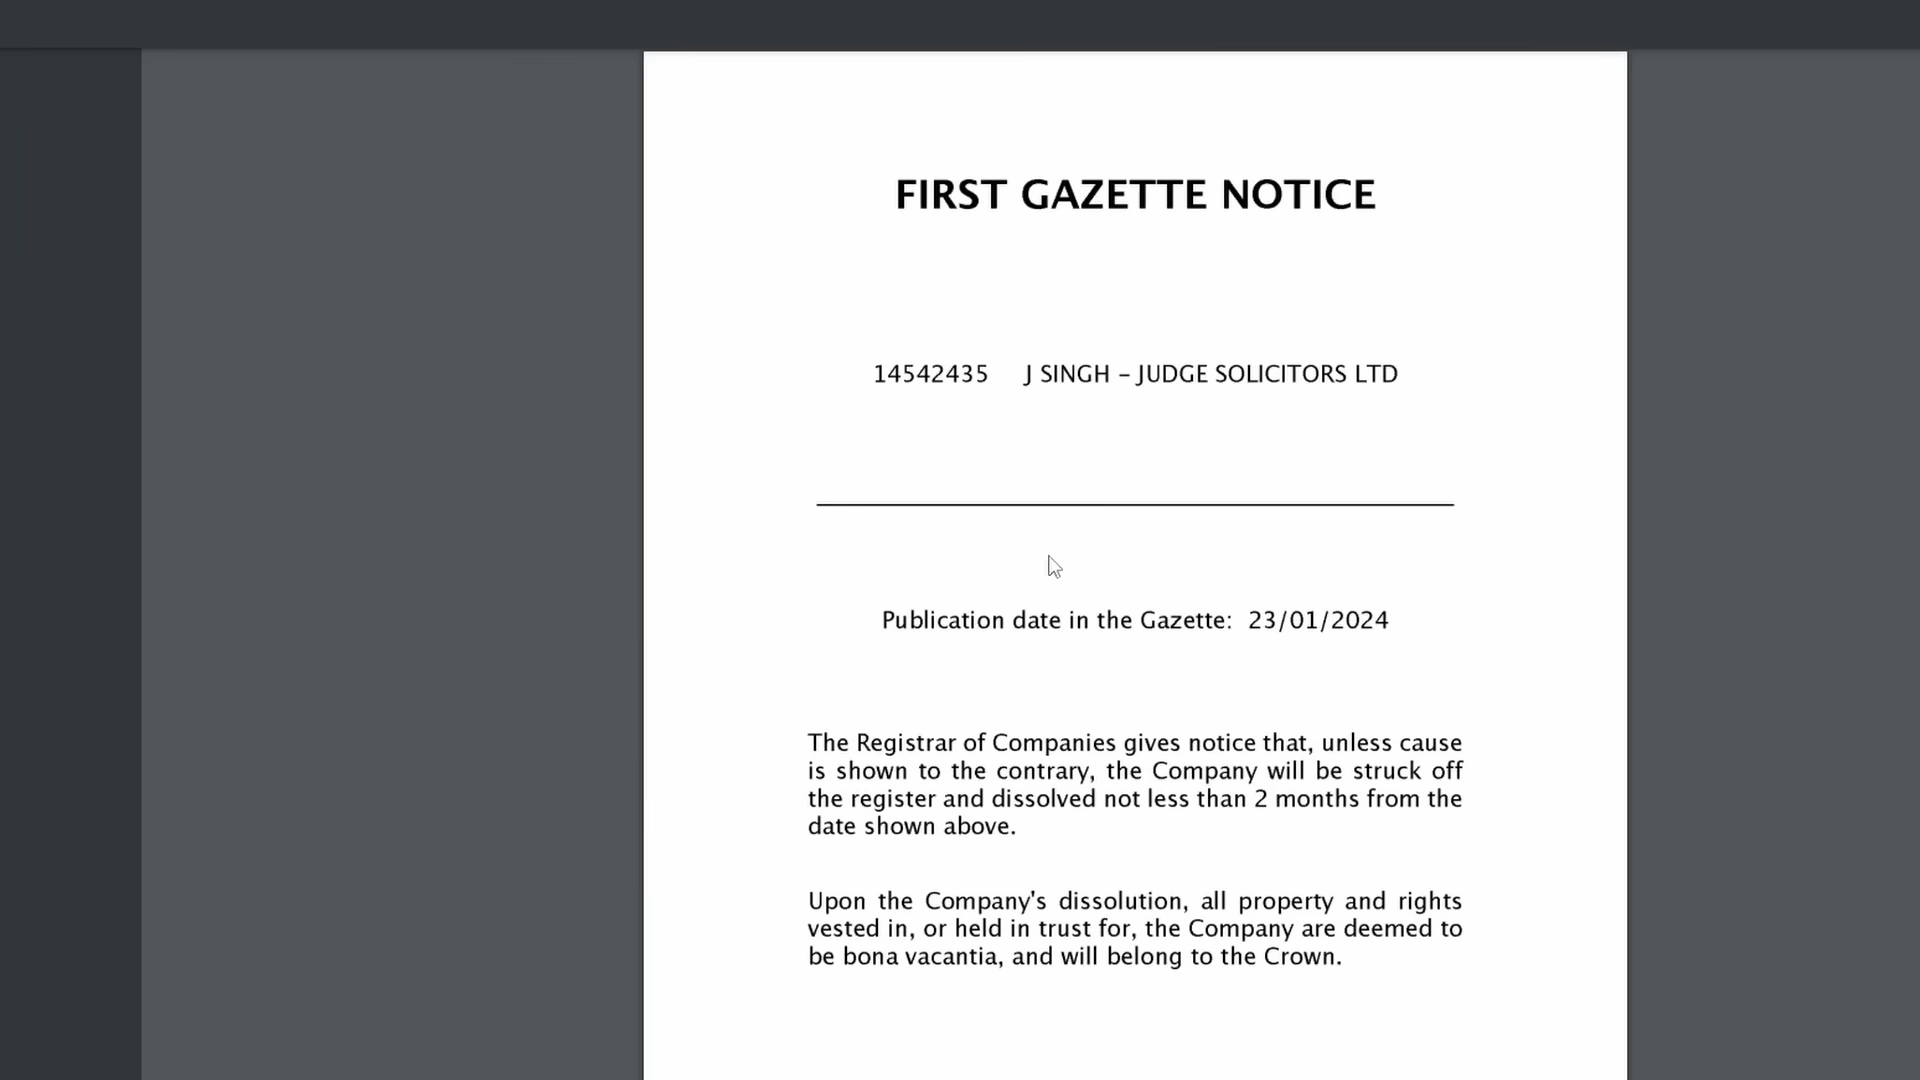 FIRST GAZETTE NOTICE
14542435 J SINGH – JUDGE SOLICITORS LTD
Publication date in the Gazette: 23/01/2024
The Registrar of Companies gives notice that, unless cause
is shown to the contrary, the Company will be struck off
the register and dissolved not less than 2 months from the
date shown above.
Upon the Company's dissolution, all property and rights
vested in, or held in trust for, the Company are deemed to
be bona vacantia, and will belong to the Crown.